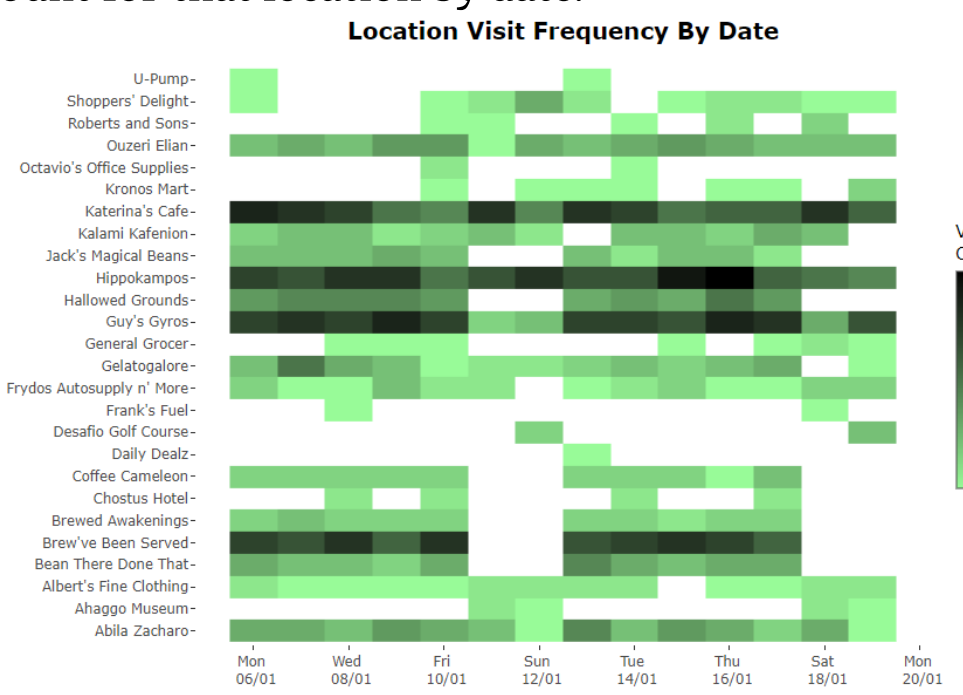 Location Visit Frequency By Date
U-Pump
Shoppers' Delight
Roberts and Sons
Ouzeri Elian
Octavio's Office Supplies
Kronos Mart
Katerina's Cafe
Kalami Kafenion
Jack's Magical Beans
Hippokampos
Hallowed Grounds
Guy's Gyros
General Grocer
Gelatogalore
Frydos Autosupply n' More
Frank's Fuel
Desafio Golf Course
Daily Dealz
Coffee Cameleon
Chostus Hotel
Brewed Awakenings
Brew've Been Served
Bean There Done That
Albert's Fine Clothing
Ahaggo Museum
Abila Zacharo
Mon Wed Fri Sun Tue Thu Sat Mon
06/01 08/01 10/01 12/01 14/01 16/01 18/01 20/01